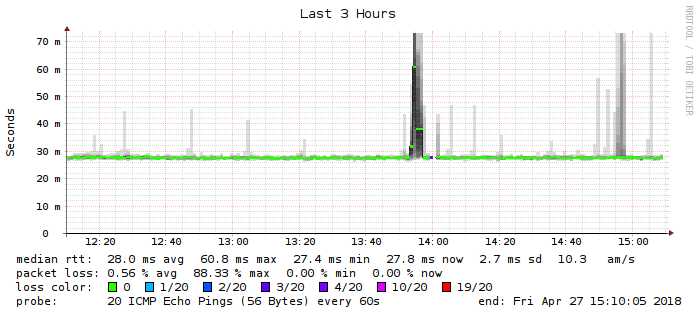 Last 3 Hours
RRDTOOL / TOBI OETIKER
Seconds
70 m
60 m
50 m
40 m
30 m
20 m
10 m
0
12:20 12:40 13:00 13:20 13:40 14:00 14:20 14:40 15:00
median rtt: 28.0 ms avg 60.8 ms max 27.4 ms min 27.8 ms now 2.7 ms sd 10.3 am/s
packet loss: 0.56 % avg 88.33 % max 0.00 % min 0.00 % now
loss color: 0 1/20 2/20 3/20 4/20 10/20 19/20
probe: 20 ICMP Echo Pings (56 Bytes) every 60s end: Fri Apr 27 15:10:05 2018